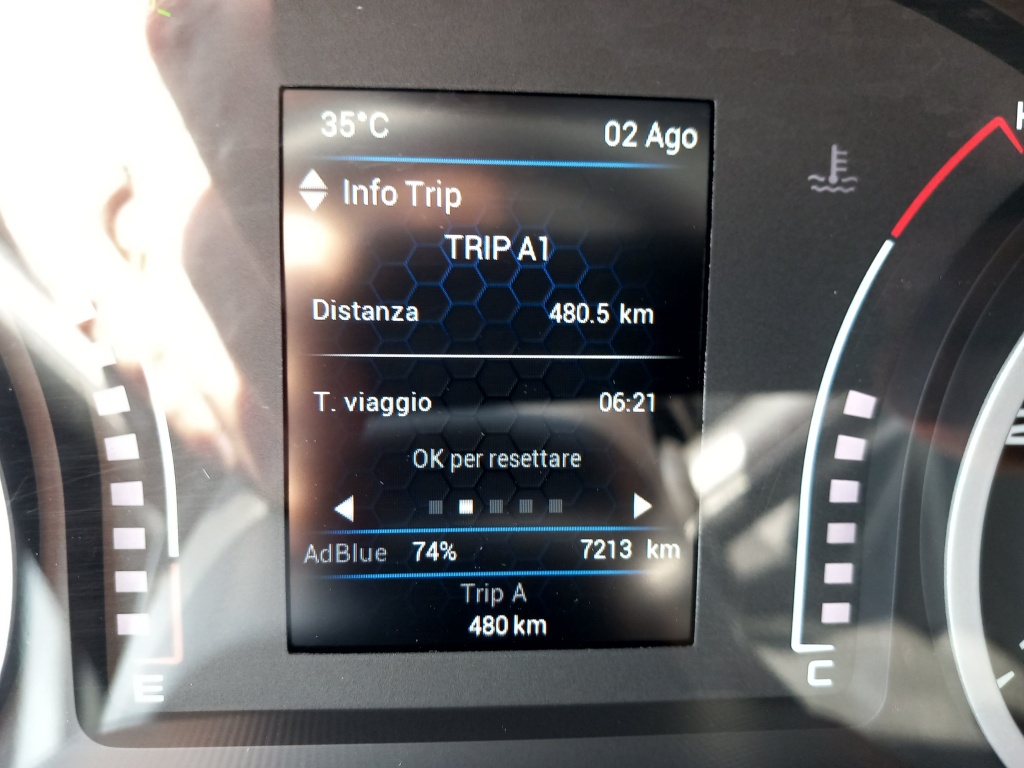 35°C 02 Ago
Info Trip
TRIP A1
Distanza 480.5 km
T. viaggio 06:21
OK per resettare
AdBlue 74% 7213 km
Trip A
480 km
E
C
H